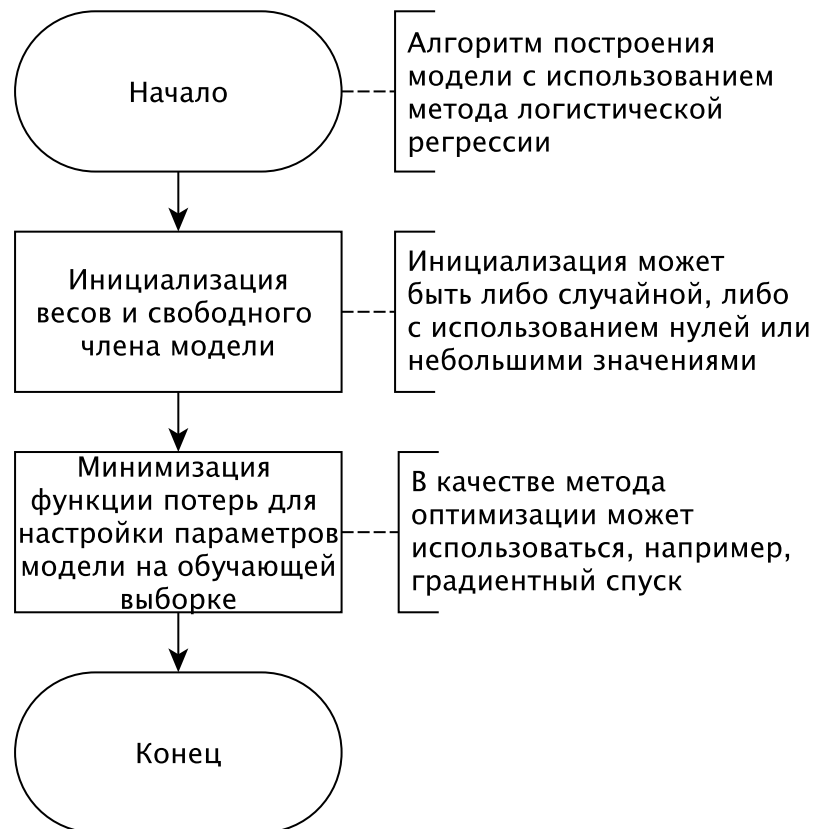 Начало
Алгоритм построения
модели с использованием
метода логистической
регрессии
Инициализация
весов и свободного
члена модели
Инициализация может
быть либо случайной, либо
с использованием нулей или
небольшими значениями
Минимизация
функции потерь для
настройки параметров
модели на обучающей
выборке
В качестве метода
оптимизации может
использоваться, например,
градиентный спуск
Конец